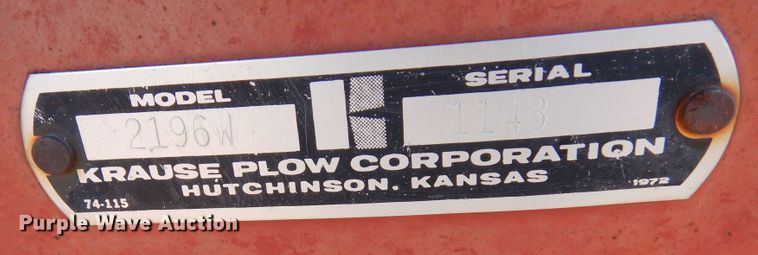 MODEL
SERIAL
2196W
1143
KRAUSE PLOW CORPORATION
HUTCHINSON, KANSAS
74-115
1972
Purple Wave Auction